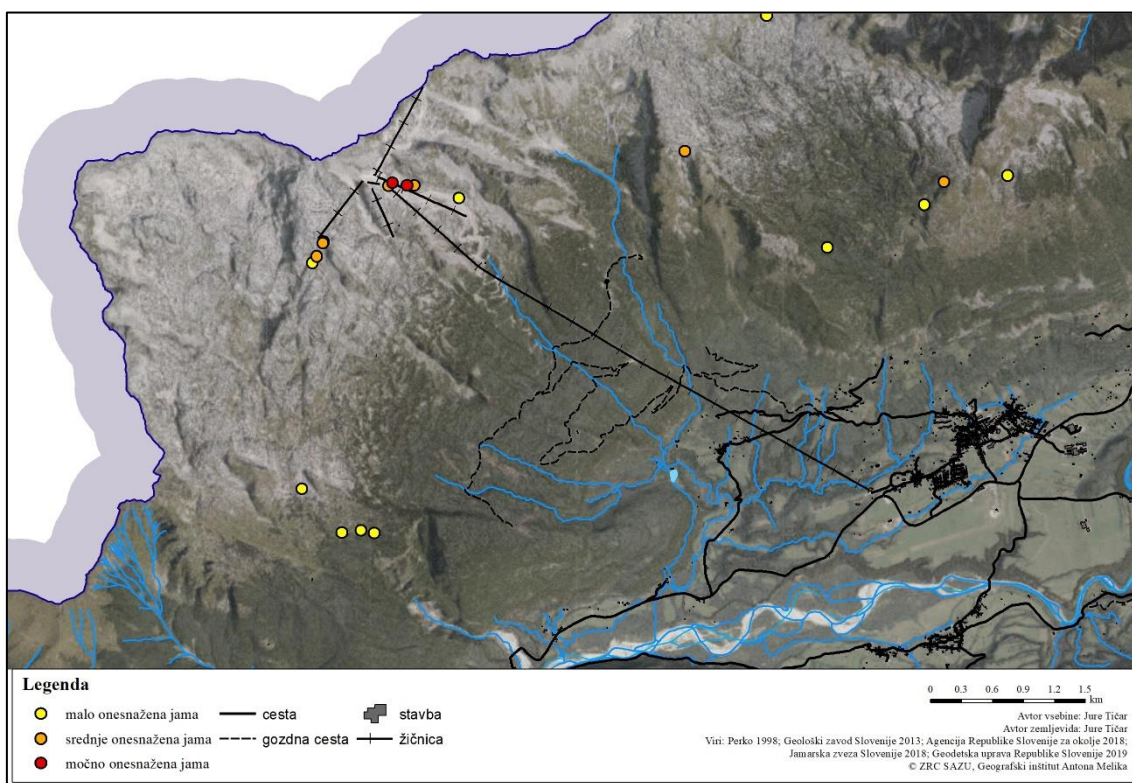 Legenda
malo onesnažena jama
srednje onesnažena jama
močno onesnažena jama
cesta
gozdna cesta
stavba
žičnica
0 0.3 0.6 0.9 1.2 1.5
km
Avtor vsebine: Jure Tičar
Avtor zemljevida: Jure Tičar
Viri: Perko 1998; Geološki zavod Slovenije 2013; Agencija Republike Slovenije za okolje 2018;
Jamarska zveza Slovenije 2018; Geodetska uprava Republike Slovenije 2019
© ZRC SAZU, Geografski inštitut Antona Melika